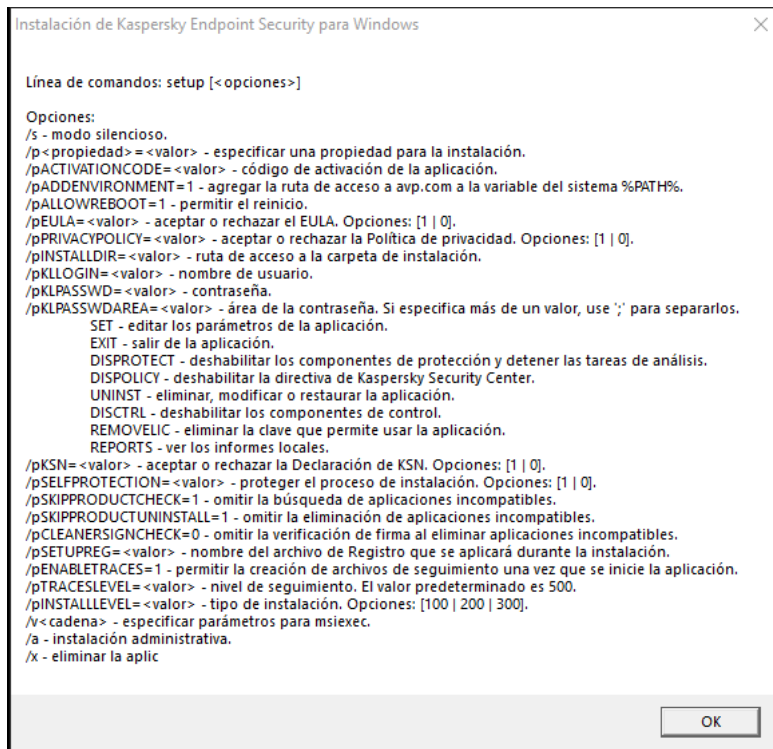 Instalación de Kaspersky Endpoint Security para Windows
Línea de comandos: setup [<opciones>]
Opciones:
/s - modo silencioso.
/p<propiedad>=<valor> - especificar una propiedad para la instalación.
/pACTIVATIONCODE=<valor> - código de activación de la aplicación.
/pADDENVIRONMENT=1 - agregar la ruta de acceso a avp.com a la variable del sistema %PATH%.
/pALLOWREBOOT=1 - permitir el reinicio.
/pEULA=<valor> - aceptar o rechazar el EULA. Opciones: [1 | 0].
/pPRIVACYPOLICY=<valor> - aceptar o rechazar la Política de privacidad. Opciones: [1 | 0].
/pINSTALLDIR=<valor> - ruta de acceso a la carpeta de instalación.
/pKLLOGIN=<valor> - nombre de usuario.
/pKLPASSWD=<valor> - contraseña.
/pKLPASSWDAREA=<valor> - área de la contraseña. Si especifica más de un valor, use ';' para separarlos.
SET - editar los parámetros de la aplicación.
EXIT - salir de la aplicación.
DISPROTECT - deshabilitar los componentes de protección y detener las tareas de análisis.
DISPOLICY - deshabilitar la directiva de Kaspersky Security Center.
UNINST - eliminar, modificar o restaurar la aplicación.
DISCTRL - deshabilitar los componentes de control.
REMOVELIC - eliminar la clave que permite usar la aplicación.
REPORTS - ver los informes locales.
/pKSN=<valor> - aceptar o rechazar la Declaración de KSN. Opciones: [1 | 0].
/pSELFPROTECTION=<valor> - proteger el proceso de instalación. Opciones: [1 | 0].
/pSKIPPRODUCTCHECK=1 - omitir la búsqueda de aplicaciones incompatibles.
/pSKIPPRODUCTUNINSTALL=1 - omitir la eliminación de aplicaciones incompatibles.
/pCLEANERSIGNCHECK=0 - omitir la verificación de firma al eliminar aplicaciones incompatibles.
/pSETUPREG=<valor> - nombre del archivo de Registro que se aplicará durante la instalación.
/pENABLETRACES=1 - permitir la creación de archivos de seguimiento una vez que se inicie la aplicación.
/pTRACESLEVEL=<valor> - nivel de seguimiento. El valor predeterminado es 500.
/pINSTALLLEVEL=<valor> - tipo de instalación. Opciones: [100 | 200 | 300].
/v<cadena> - especificar parámetros para msiexec.
/a - instalación administrativa.
/x - eliminar la aplic
OK